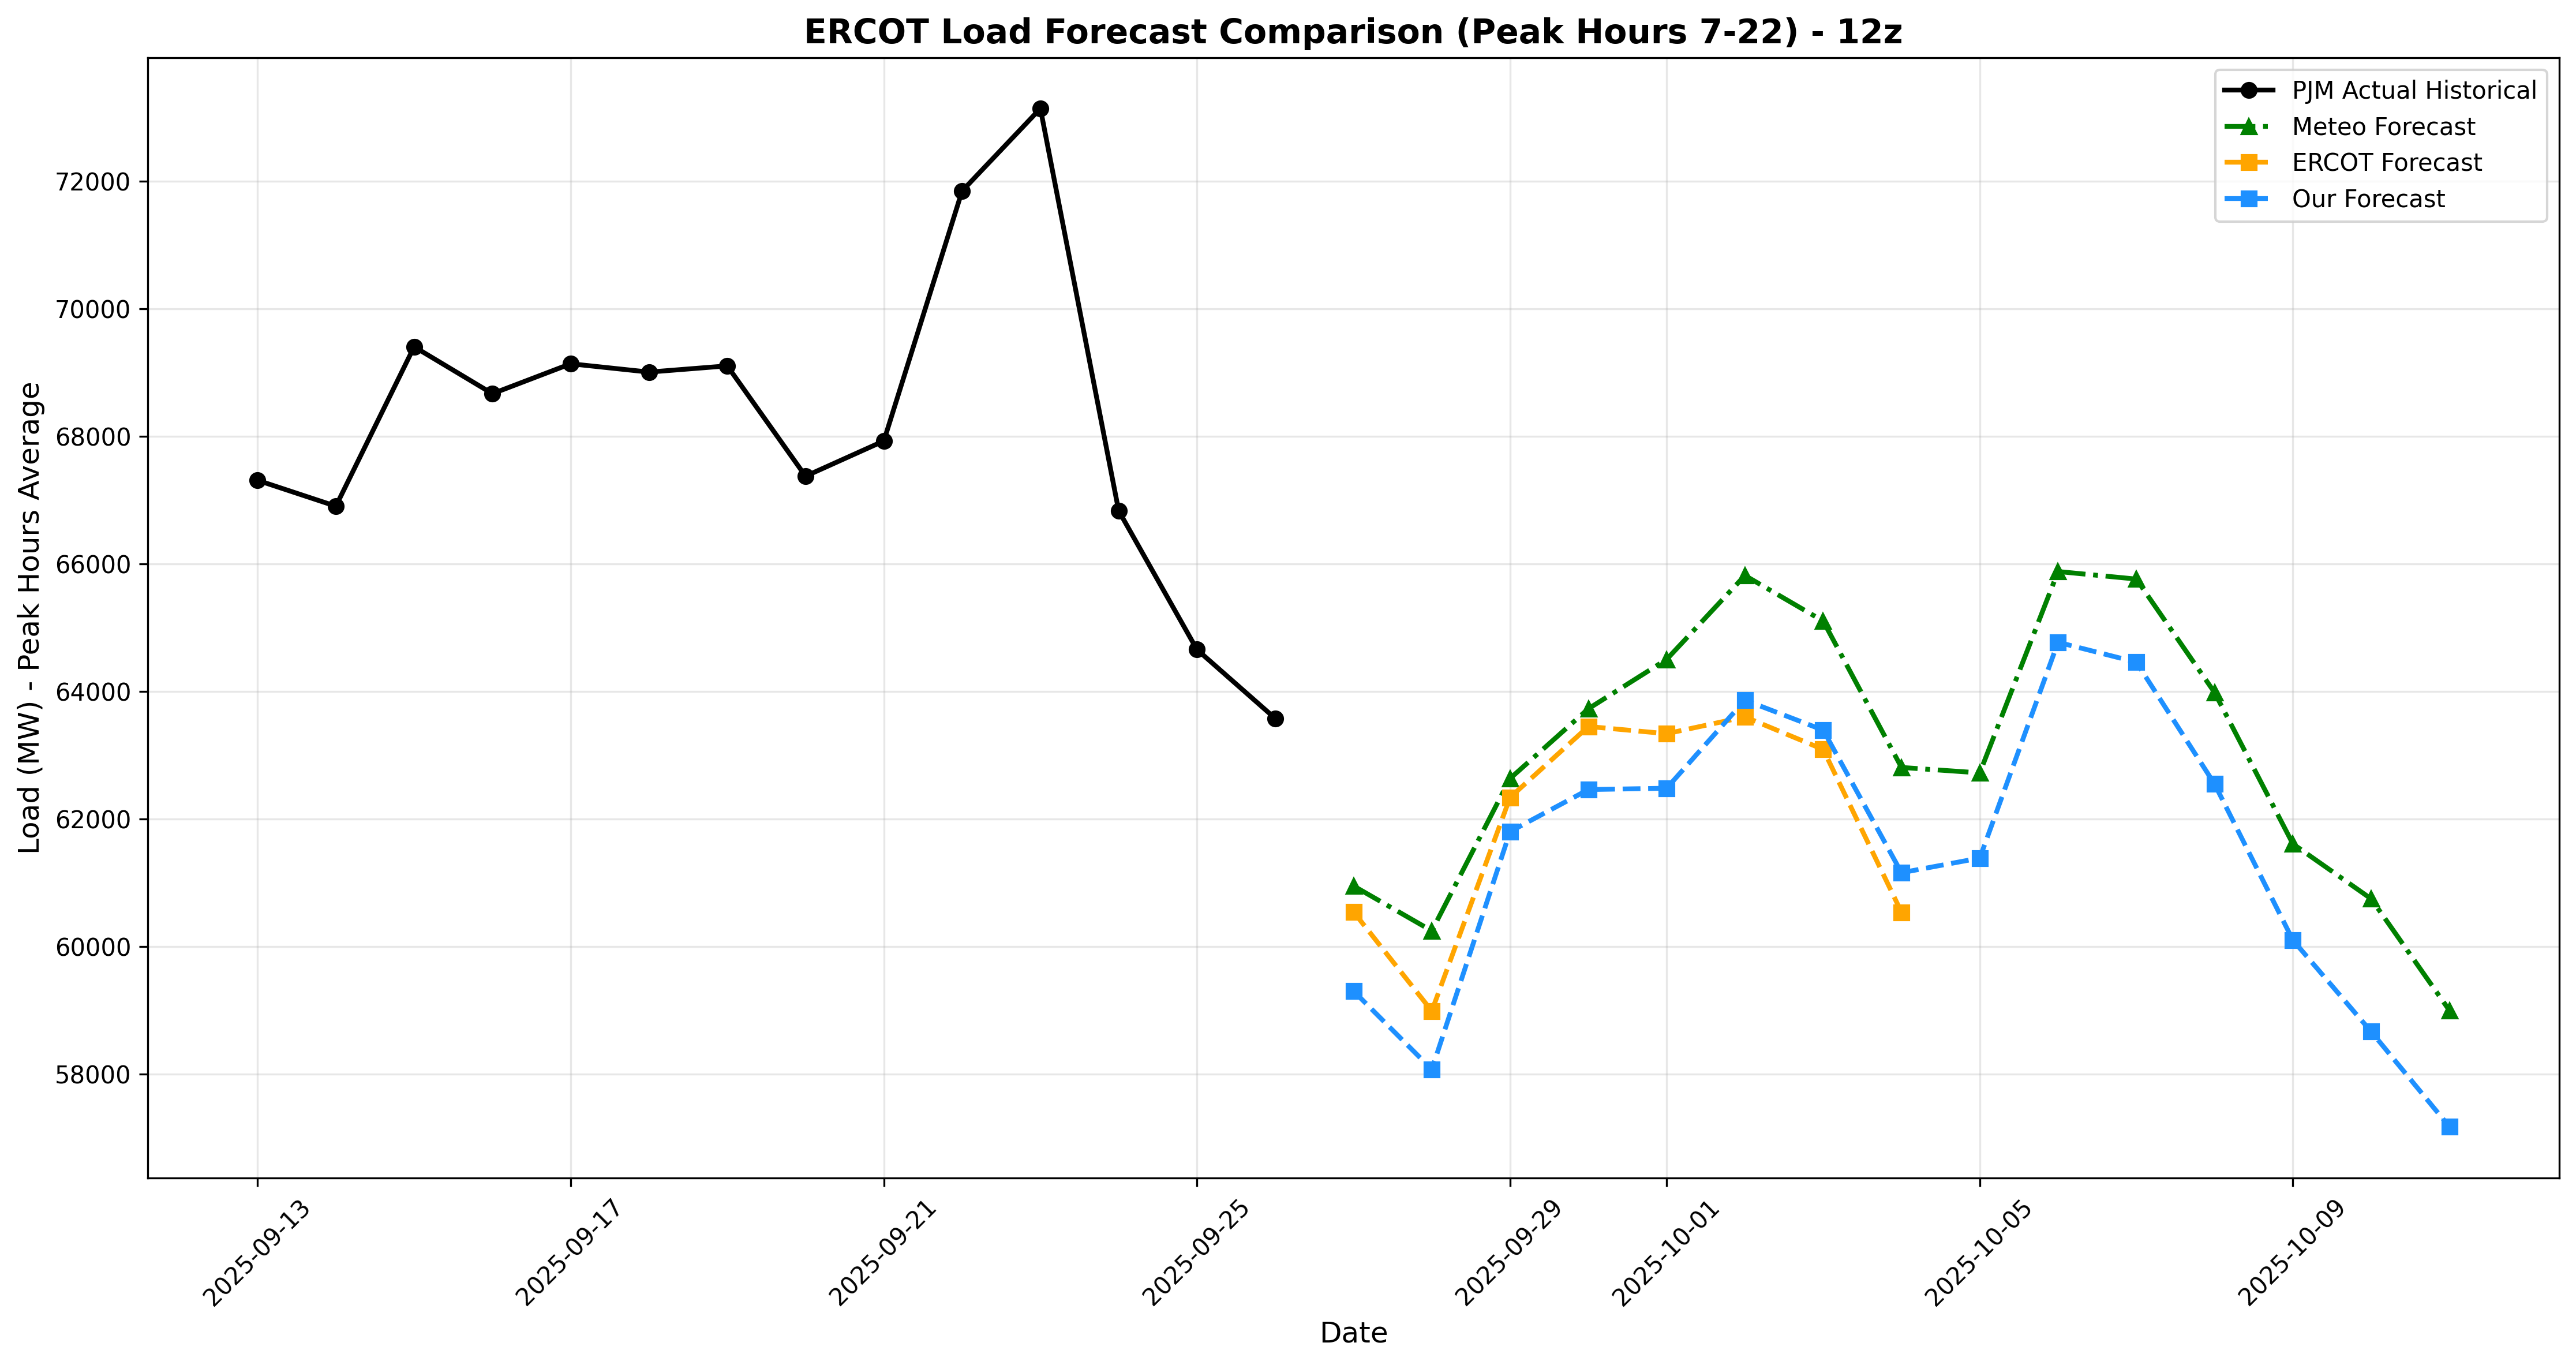 ERCOT Load Forecast Comparison (Peak Hours 7-22) - 12z
PJM Actual Historical
Meteo Forecast
ERCOT Forecast
Our Forecast
Load (MW) - Peak Hours Average
72000
70000
68000
66000
64000
62000
60000
58000
2025-09-13
2025-09-17
2025-09-21
2025-09-25
2025-09-29
2025-10-01
2025-10-05
2025-10-09
Date